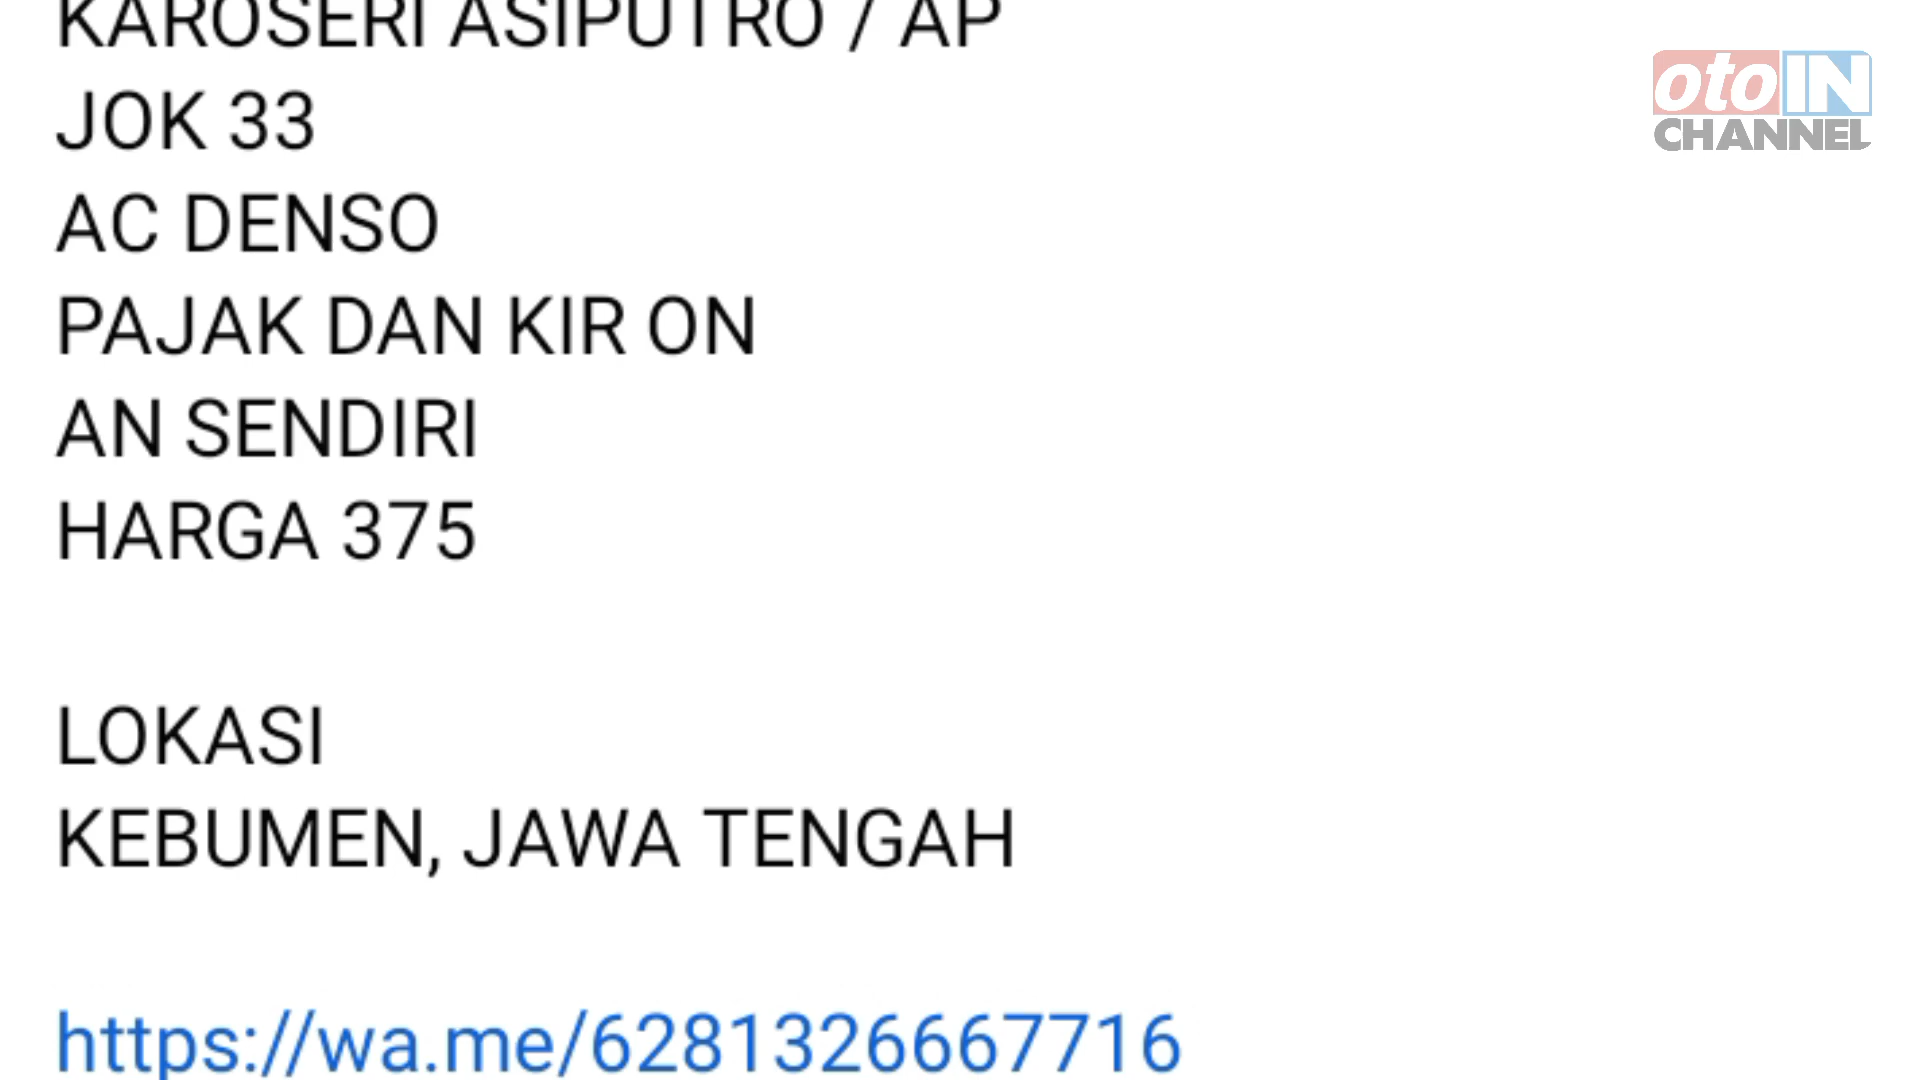 KAROSERI ASIPUTRO / AP
JOK 33
AC DENSO
PAJAK DAN KIR ON
AN SENDIRI
HARGA 375
LOKASI
KEBUMEN, JAWA TENGAH
https://wa.me/6281326667716
otoIN
CHANNEL